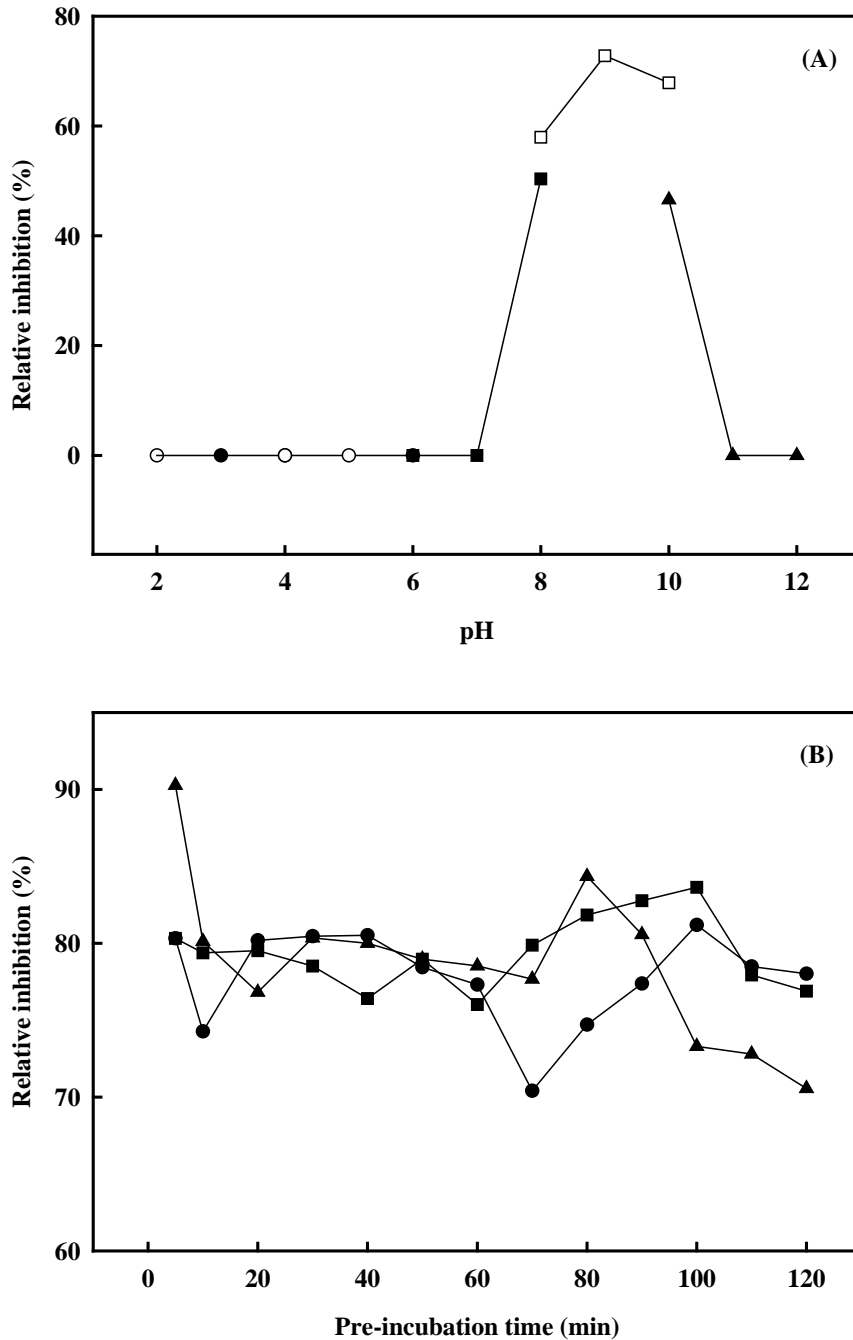 80
(A)
60
40
20
0
Relative inhibition (%)
2 4 6 8 10 12
pH
(B)
90
80
70
60
Relative inhibition (%)
0 20 40 60 80 100 120
Pre-incubation time (min)